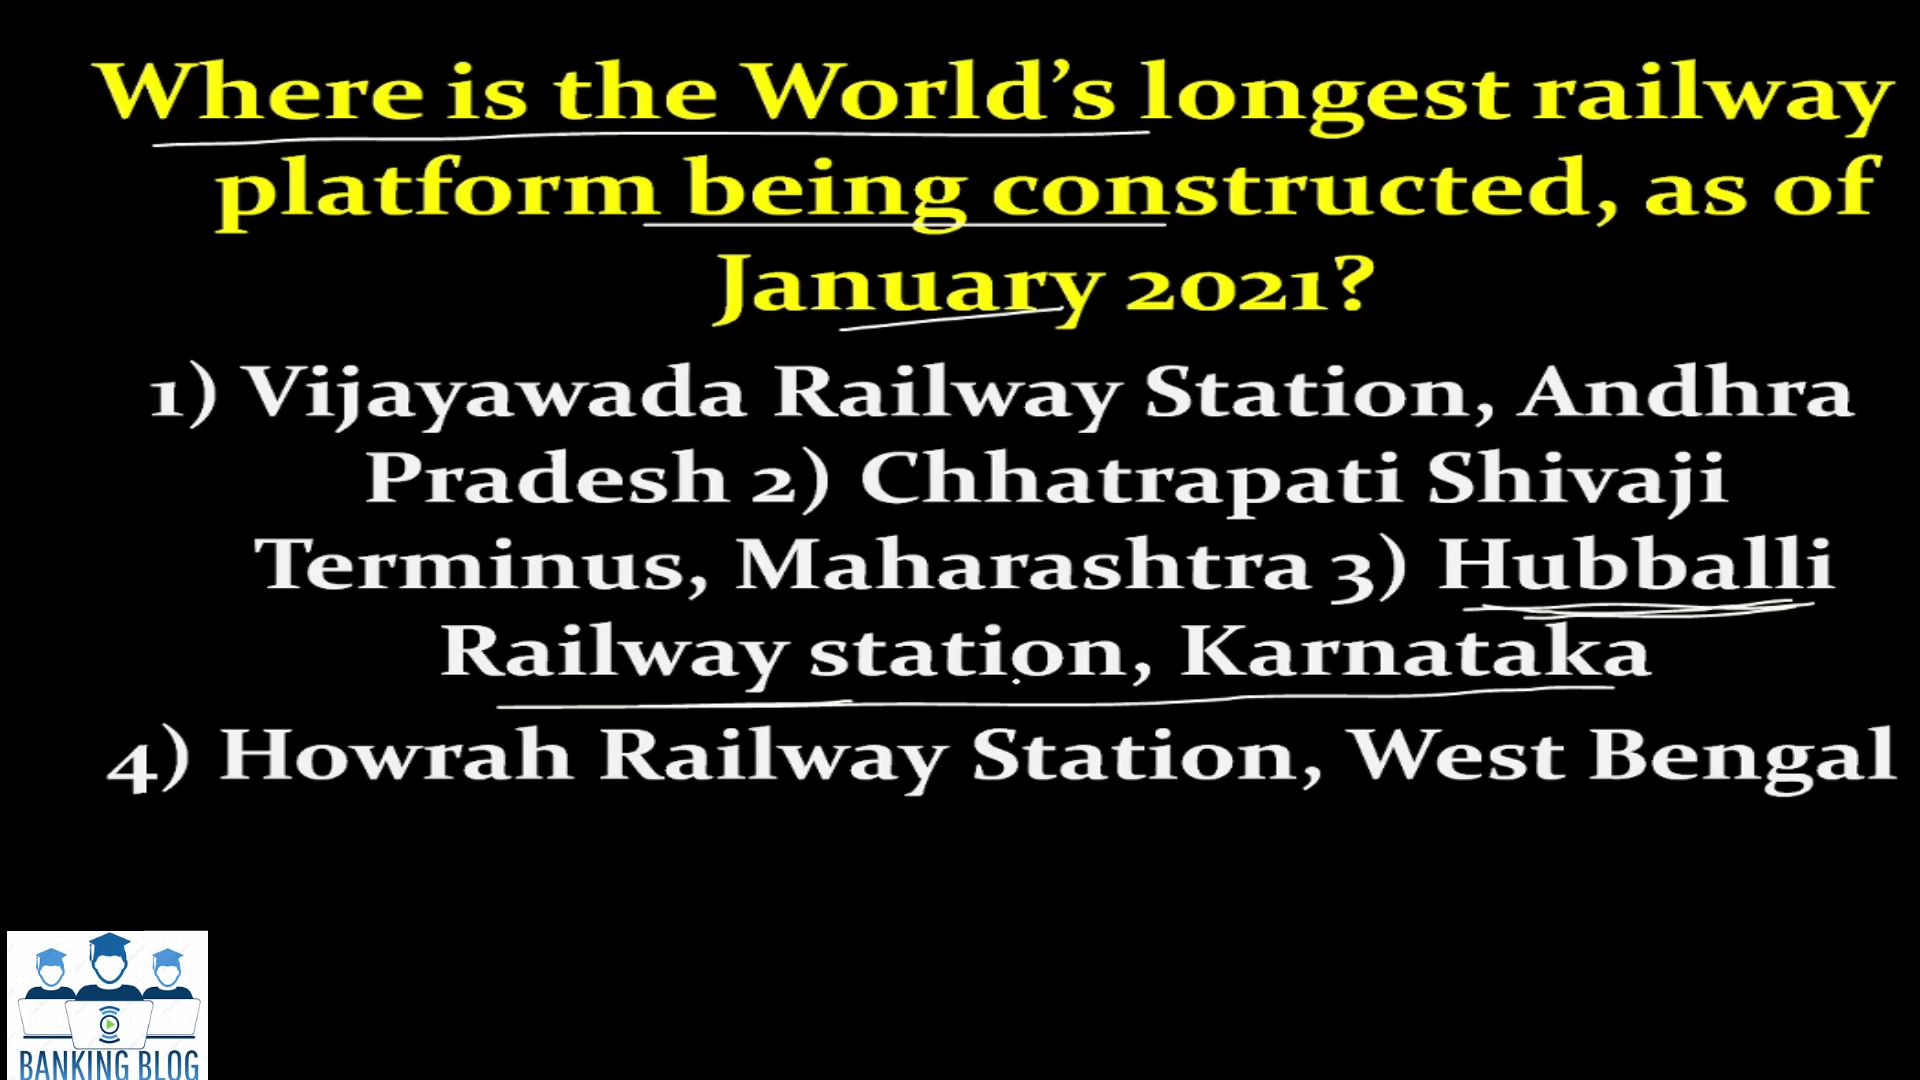 Where is the World’s longest railway
platform being constructed, as of
January 2021?
1) Vijayawada Railway Station, Andhra
Pradesh 2) Chhatrapati Shivaji
Terminus, Maharashtra 3) Hubballi
Railway station, Karnataka
4) Howrah Railway Station, West Bengal
BANKING BLOG